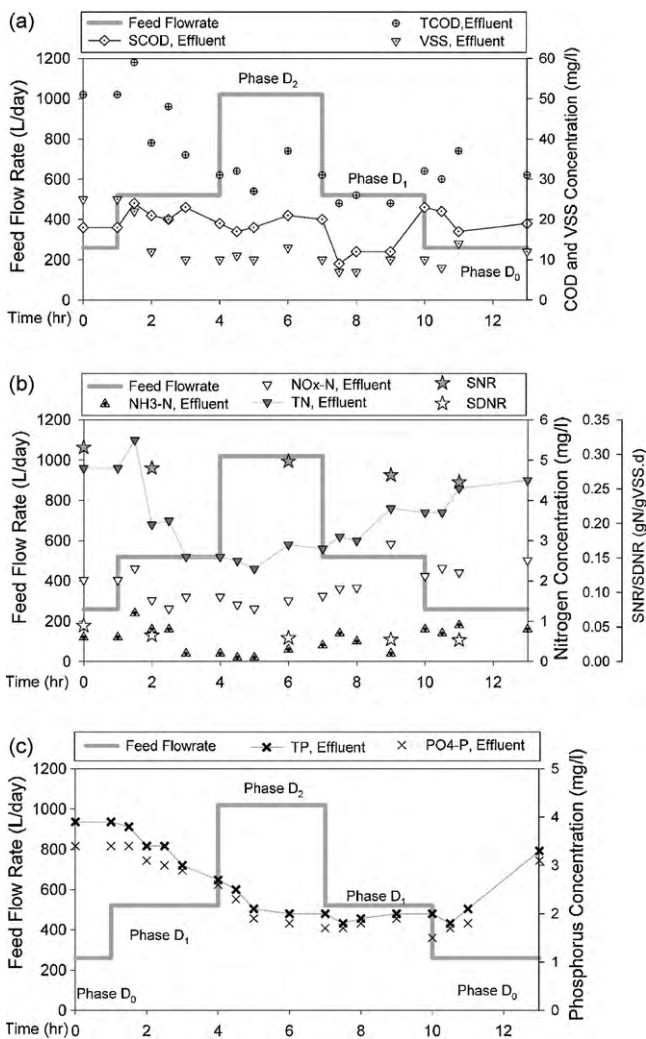 (a)
Feed Flowrate
TCOD,Effluent
SCOD, Effluent
VSS, Effluent
1200
1000
800
600
400
200
0
Feed Flow Rate (L/day)
Phase D2
Phase D1
Phase D0
60
50
40
30
20
10
0
COD and VSS Concentration (mg/l)
Time (hr)
0
2
4
6
8
10
12
(b)
Feed Flowrate
NOx-N, Effluent
SNR
NH3-N, Effluent
TN, Effluent
SDNR
1200
1000
800
600
400
200
0
Feed Flow Rate (L/day)
6
5
4
3
2
1
0
Nitrogen Concentration (mg/l)
0.35
0.30
0.25
0.20
0.15
0.10
0.05
0.00
SNR/SDNR (gN/gVSS.d)
Time (hr)
0
2
4
6
8
10
12
(c)
Feed Flowrate
TP, Effluent
PO4-P, Effluent
1200
1000
800
600
400
200
0
Feed Flow Rate (L/day)
Phase D2
Phase D1
Phase D1
Phase D0
Phase D0
5
4
3
2
1
0
Phosphorus Concentration (mg/l)
Time (hr)
0
2
4
6
8
10
12